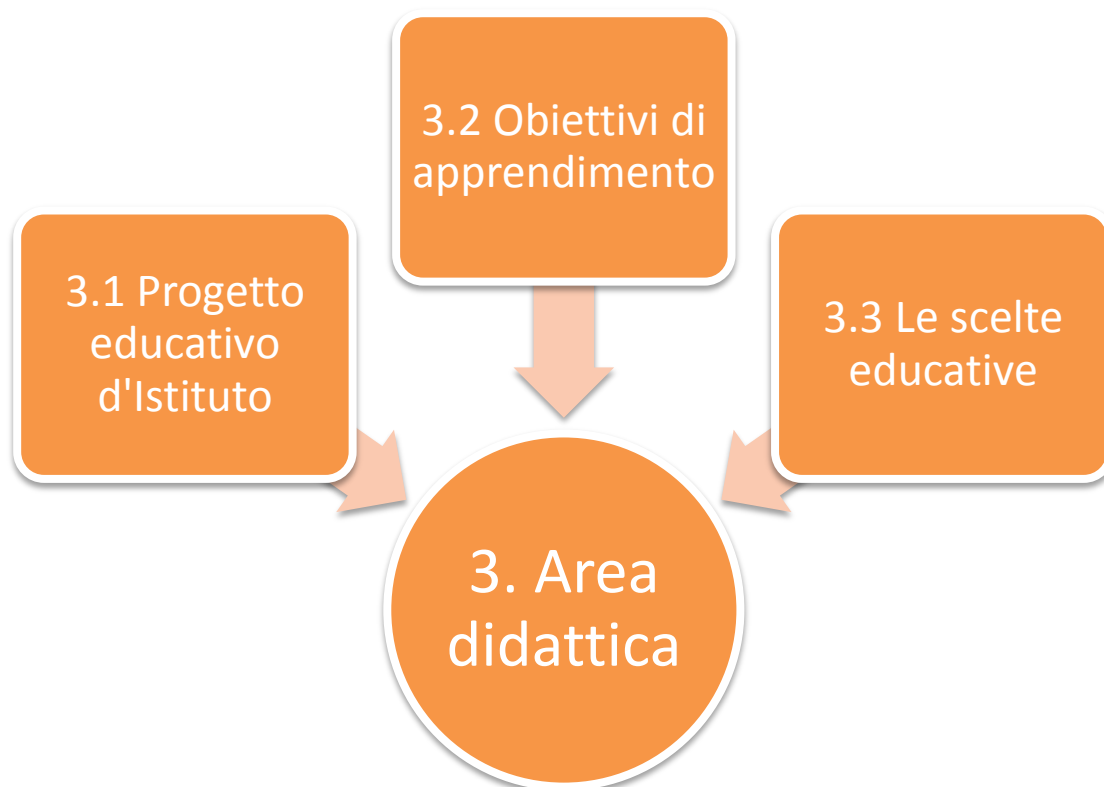 3.1 Progetto
educativo
d'Istituto
3.2 Obiettivi di
apprendimento
3.3 Le scelte
educative
3. Area
didattica